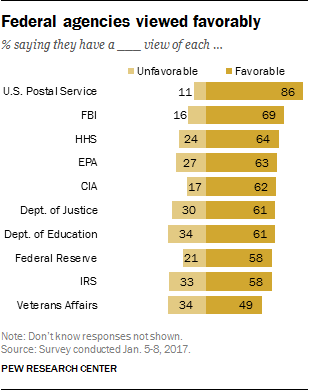 Federal agencies viewed favorably
% saying they have a ____ view of each ...
Unfavorable Favorable
U.S. Postal Service 11 86
FBI 16 69
HHS 24 64
EPA 27 63
CIA 17 62
Dept. of Justice 30 61
Dept. of Education 34 61
Federal Reserve 21 58
IRS 33 58
Veterans Affairs 34 49
Note: Don't know responses not shown.
Source: Survey conducted Jan. 5-8, 2017.
PEW RESEARCH CENTER